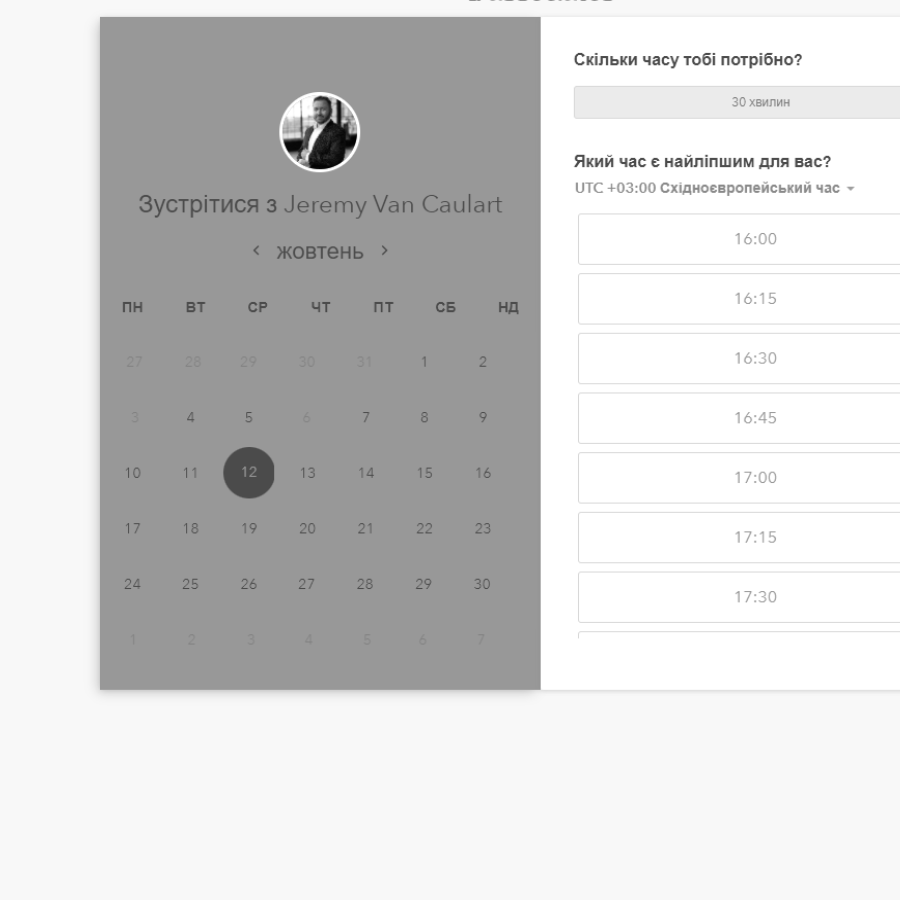 Зустрітися з Jeremy Van Caulart
жовтень
ПН ВТ СР ЧТ ПТ СБ НД
27 28 29 30 31 1 2
3 4 5 6 7 8 9
10 11 12 13 14 15 16
17 18 19 20 21 22 23
24 25 26 27 28 29 30
1 2 3 4 5 6 7
Скільки часу тобі потрібно?
30 хвилин
Який час є найліпшим для вас?
UTC +03:00 Східноєвропейський час
16:00
16:15
16:30
16:45
17:00
17:15
17:30